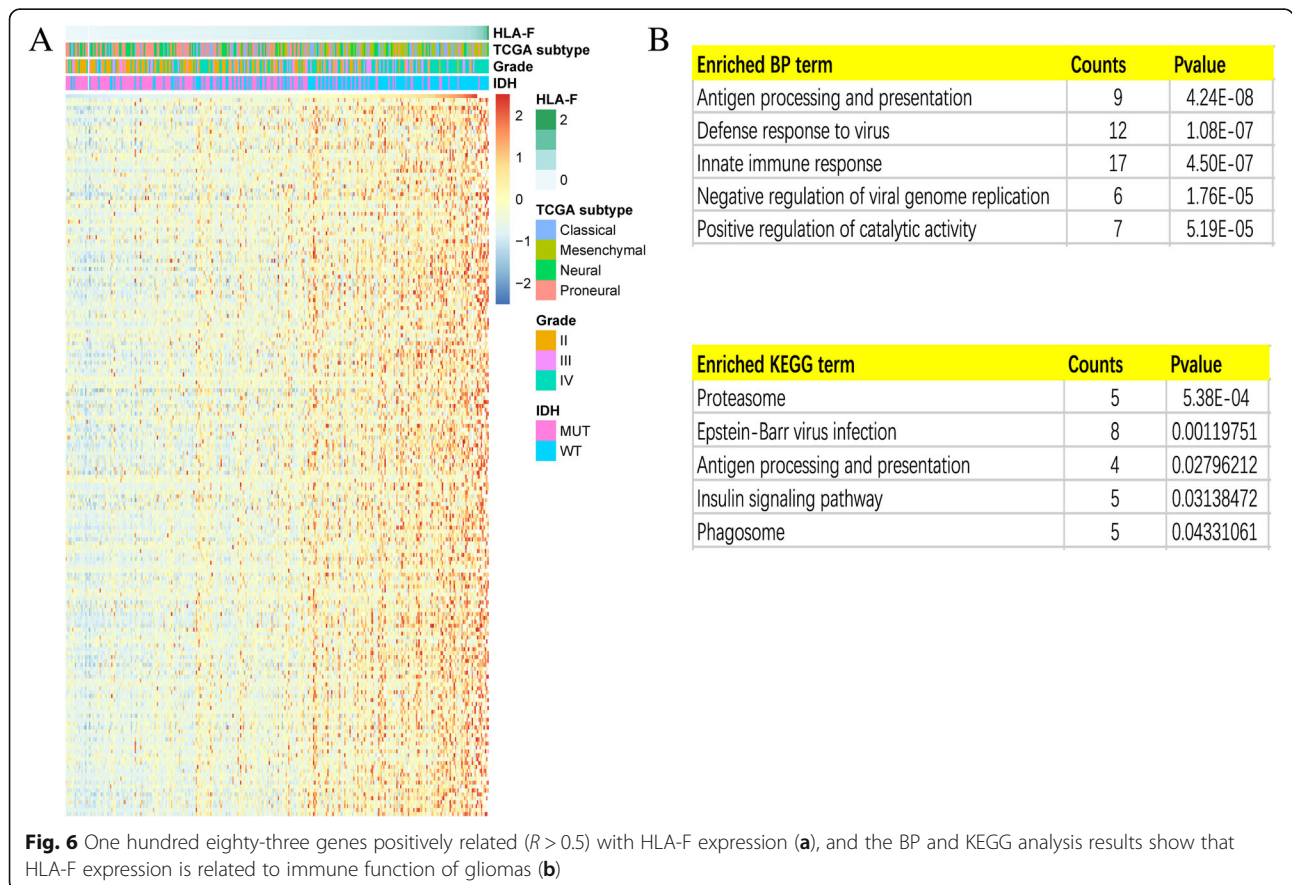 A
HLA-F
TCGA subtype
Grade
IDH
2
1
0
−1
−2
HLA-F
2
0
TCGA subtype
Classical
Mesenchymal
Neural
Proneural
Grade
II
III
IV
IDH
MUT
WT
B
Enriched BP term Counts Pvalue
Antigen processing and presentation 9 4.24E-08
Defense response to virus 12 1.08E-07
Innate immune response 17 4.50E-07
Negative regulation of viral genome replication 6 1.76E-05
Positive regulation of catalytic activity 7 5.19E-05
Enriched KEGG term Counts Pvalue
Proteasome 5 5.38E-04
Epstein-Barr virus infection 8 0.00119751
Antigen processing and presentation 4 0.02796212
Insulin signaling pathway 5 0.03138472
Phagosome 5 0.04331061
Fig. 6 One hundred eighty-three genes positively related (R > 0.5) with HLA-F expression (a), and the BP and KEGG analysis results show that
HLA-F expression is related to immune function of gliomas (b)